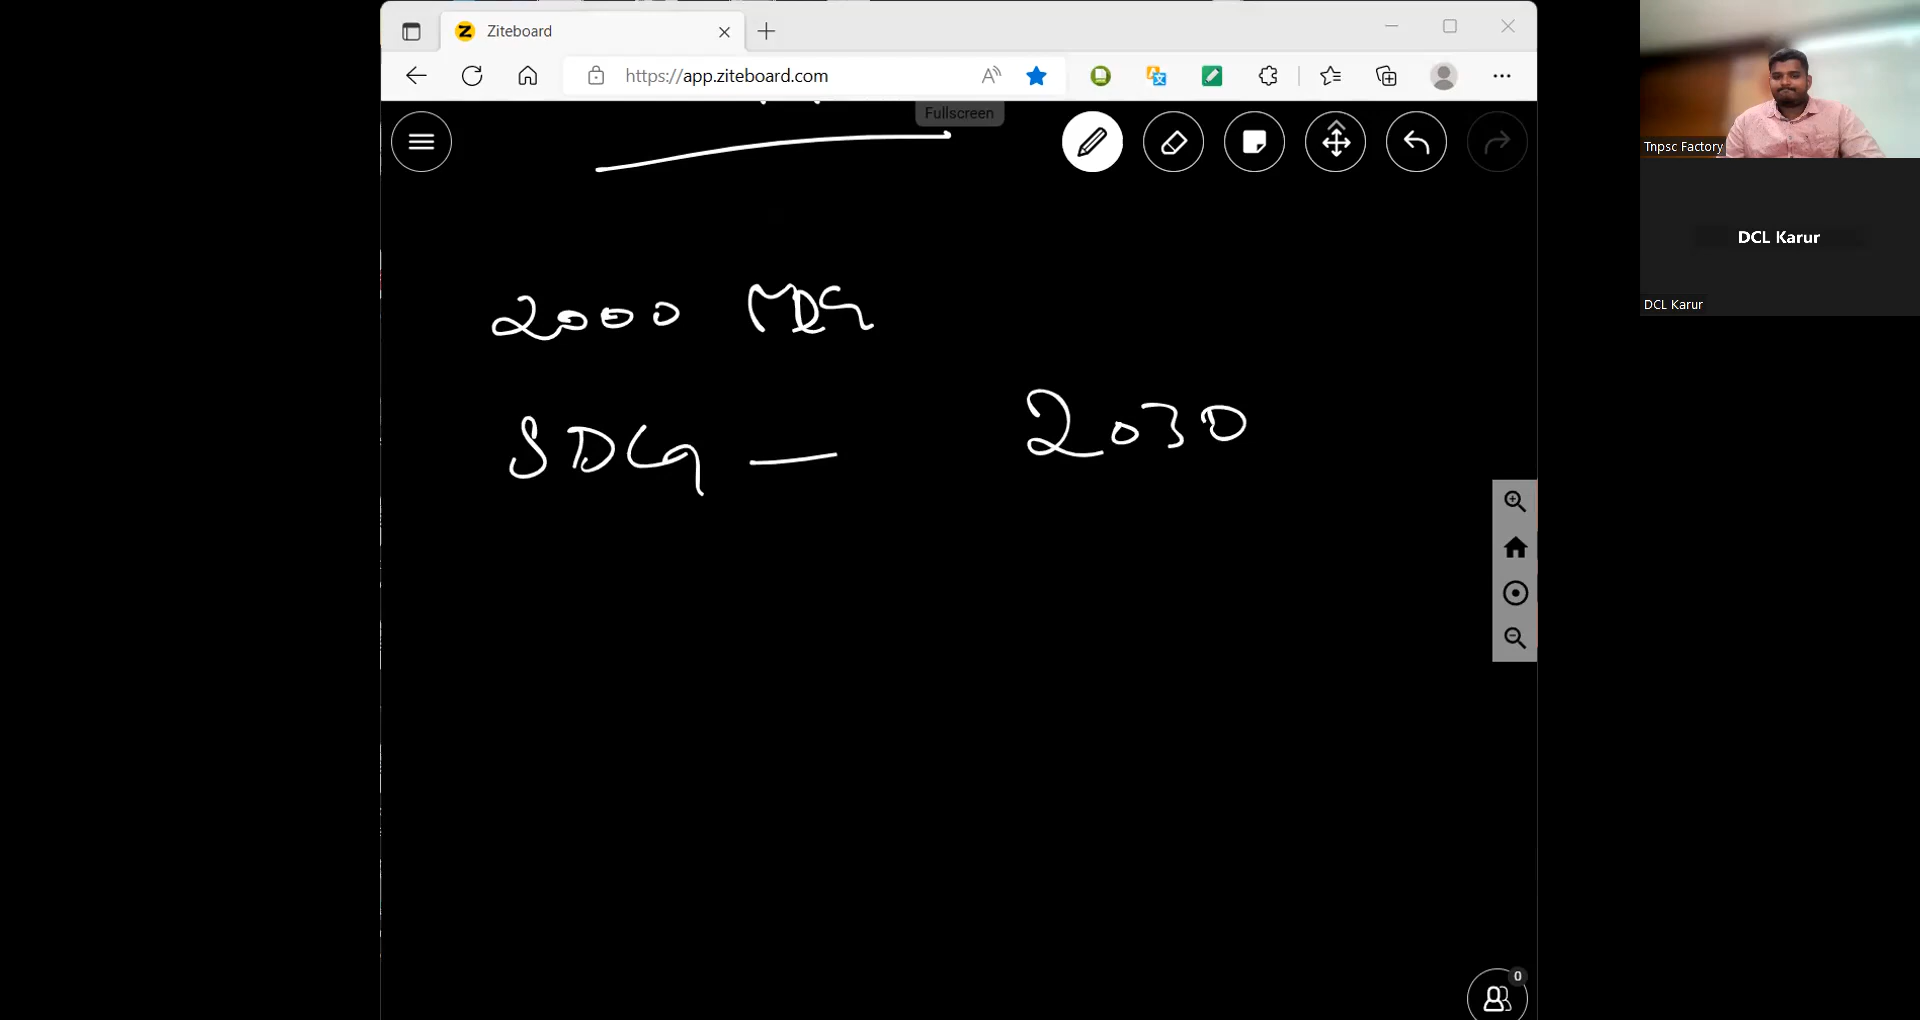 Ziteboard
https://app.ziteboard.com
Fullscreen
2000 MDG
SDG — 2030
0
Tnpsc Factory
DCL Karur
DCL Karur